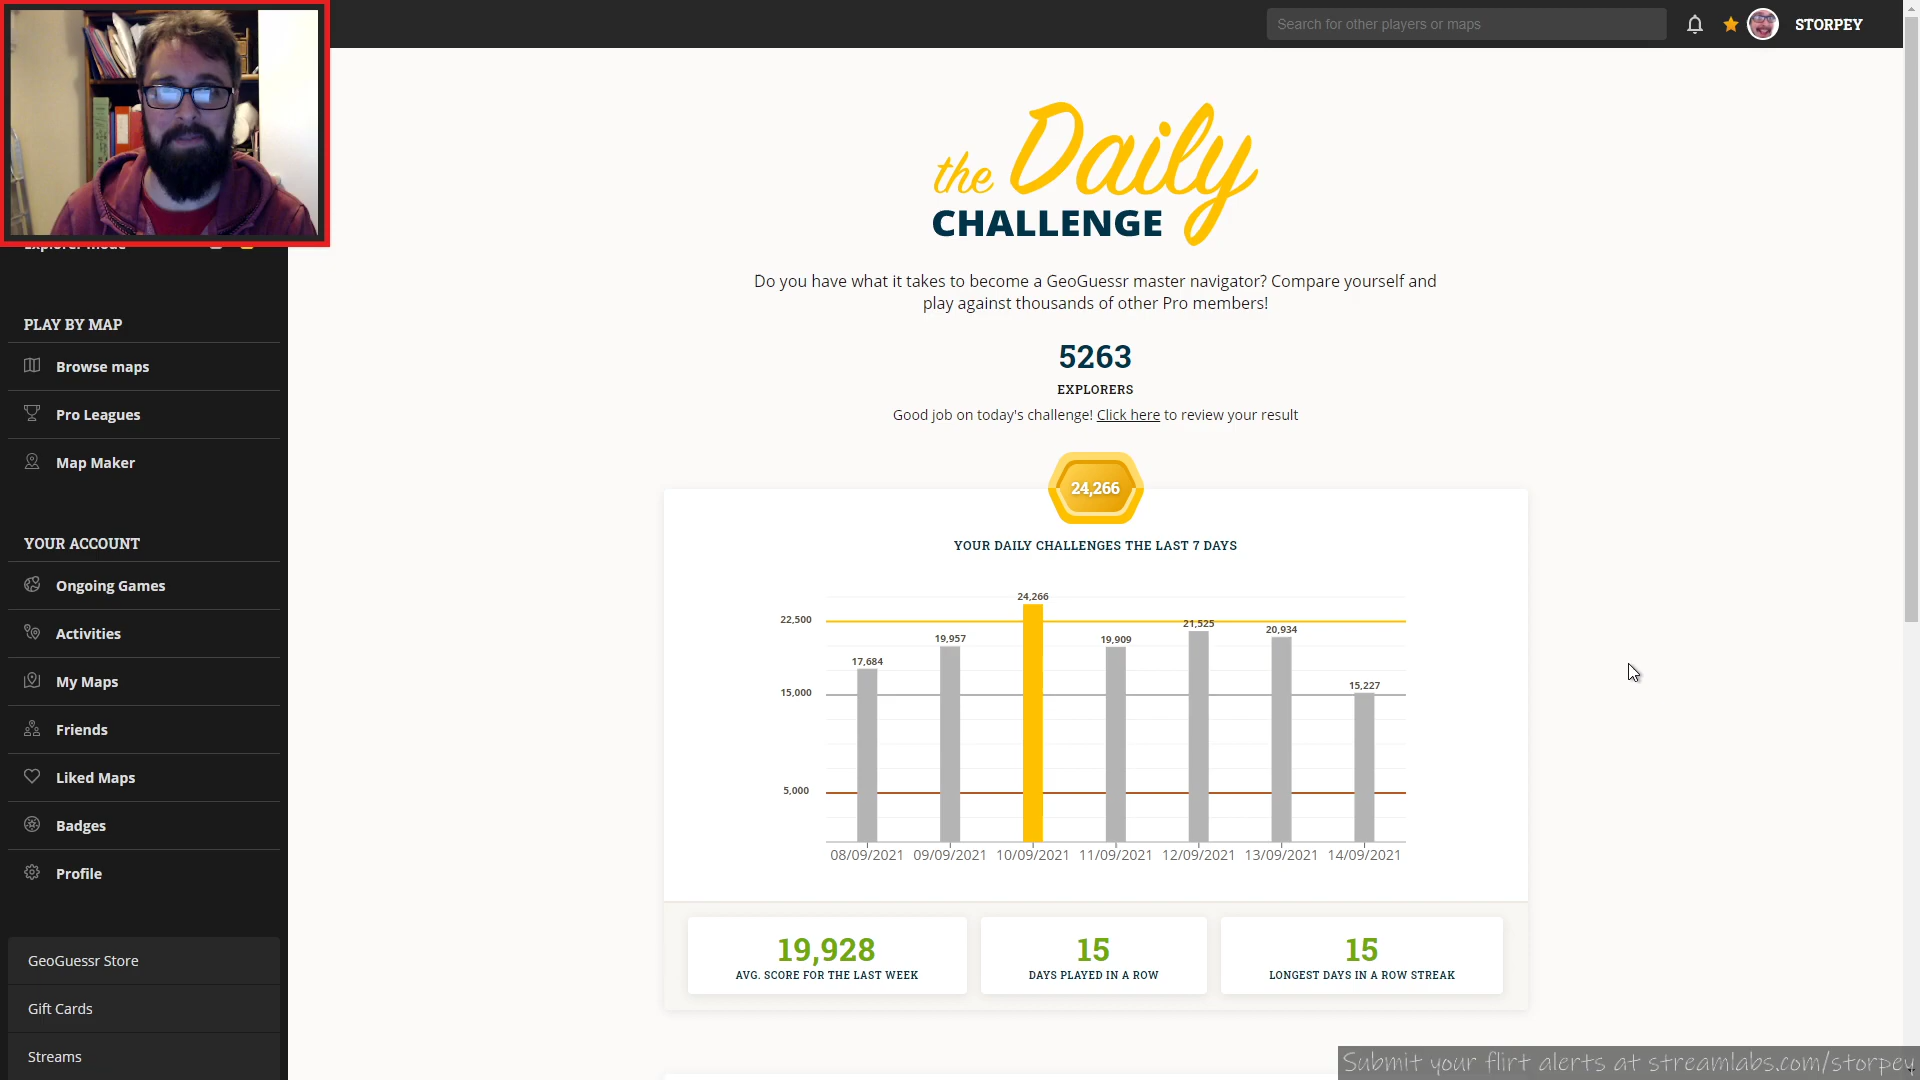 Search for other players or maps
STORPEY
the Daily
CHALLENGE
Do you have what it takes to become a GeoGuessr master navigator? Compare yourself and
play against thousands of other Pro members!
5263
EXPLORERS
Good job on today's challenge! Click here to review your result
24,266
YOUR DAILY CHALLENGES THE LAST 7 DAYS
22,500
15,000
5,000
17,684
19,957
24,266
19,909
21,525
20,934
15,227
08/09/2021 09/09/2021 10/09/2021 11/09/2021 12/09/2021 13/09/2021 14/09/2021
19,928
AVG. SCORE FOR THE LAST WEEK
15
DAYS PLAYED IN A ROW
15
LONGEST DAYS IN A ROW STREAK
Explorer mode
PLAY BY MAP
Browse maps
Pro Leagues
Map Maker
YOUR ACCOUNT
Ongoing Games
Activities
My Maps
Friends
Liked Maps
Badges
Profile
GeoGuessr Store
Gift Cards
Streams
Submit your flirt alerts at streamlabs.com/storpey